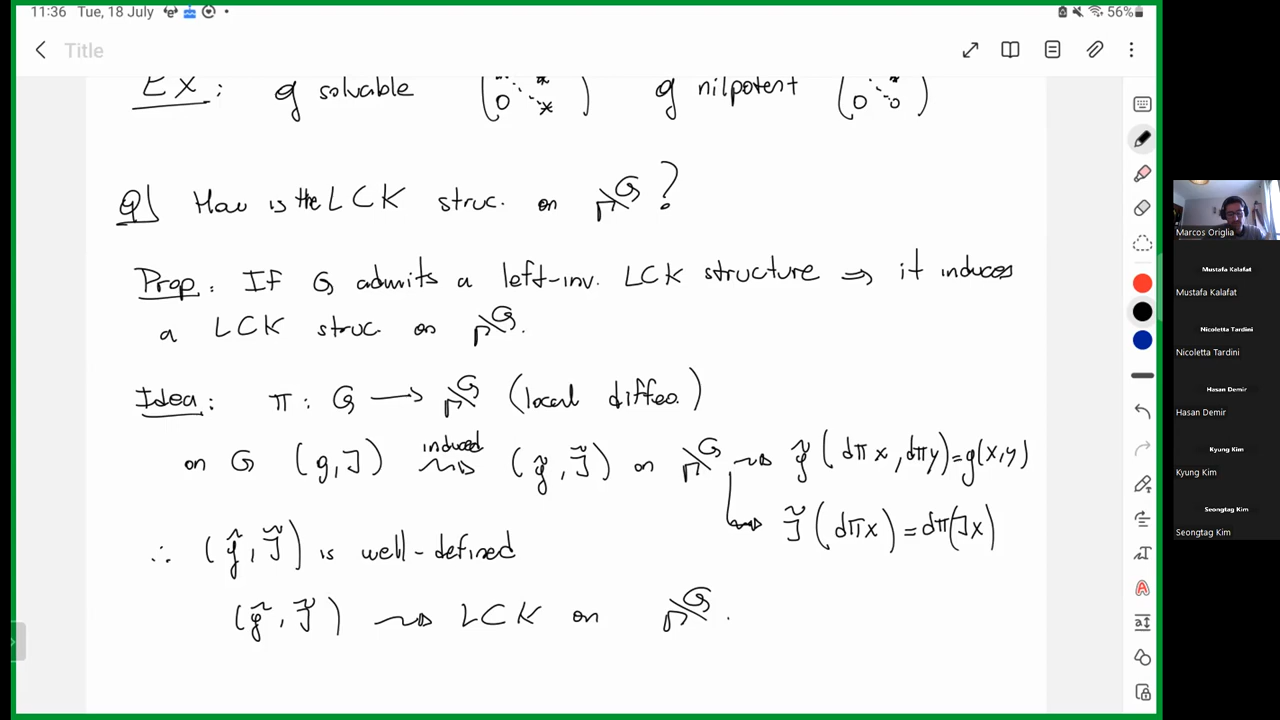 11:36 Tue, 18 July
56%
Title
Ex: g solvable (0 * *) g nilpotent (0 * 0)
Q| How is the LCK struc. on Γ\G?
Prop: If G admits a left-inv. LCK structure ⇒ it induces
a LCK struc on Γ\G.
Idea: π: G → Γ\G (local diffeo.)
on G (g, J) induced ⇝ (g̃, J̃) on Γ\G ⇝ g̃(dπx, dπy) = g(x, y)
↳ J̃(dπx) = dπ(Jx)
∴ (g̃, J̃) is well-defined
(g̃, J̃) ⇝ LCK on Γ\G.
Marcos Origlia
Mustafa Kalafat
Mustafa Kalafat
Nicoletta Tardini
Nicoletta Tardini
Hasan Demir
Hasan Demir
Kyung Kim
Kyung Kim
Seongtag Kim
Seongtag Kim